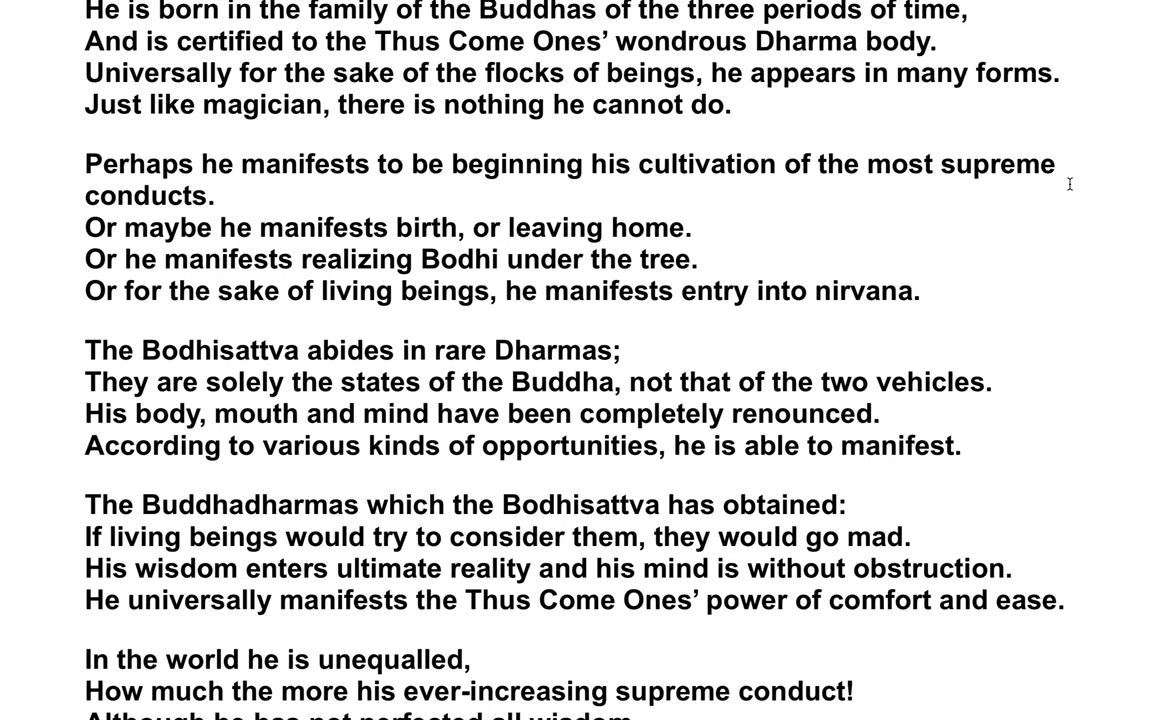 He is born in the family of the Buddhas of the three periods of time,
And is certified to the Thus Come Ones’ wondrous Dharma body.
Universally for the sake of the flocks of beings, he appears in many forms.
Just like magician, there is nothing he cannot do.
Perhaps he manifests to be beginning his cultivation of the most supreme
conducts.
Or maybe he manifests birth, or leaving home.
Or he manifests realizing Bodhi under the tree.
Or for the sake of living beings, he manifests entry into nirvana.
The Bodhisattva abides in rare Dharmas;
They are solely the states of the Buddha, not that of the two vehicles.
His body, mouth and mind have been completely renounced.
According to various kinds of opportunities, he is able to manifest.
The Buddhadharmas which the Bodhisattva has obtained:
If living beings would try to consider them, they would go mad.
His wisdom enters ultimate reality and his mind is without obstruction.
He universally manifests the Thus Come Ones’ power of comfort and ease.
In the world he is unequalled,
How much the more his ever-increasing supreme conduct!
Although he has not perfected all wisdom